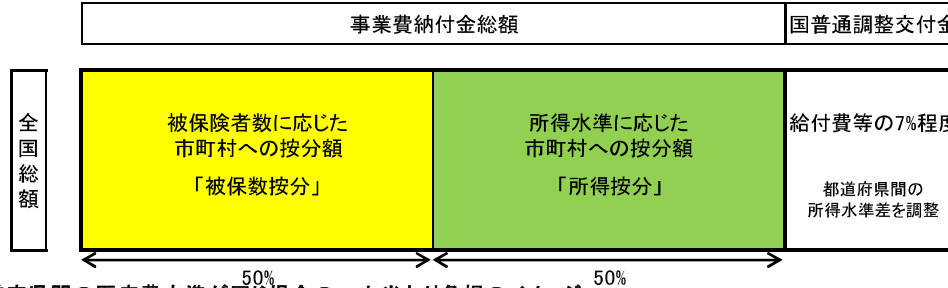 事業費納付金総額
国普通調整交付金
全国総額
被保険者数に応じた
市町村への按分額
「被保数按分」
所得水準に応じた
市町村への按分額
「所得按分」
給付費等の7%程度
都道府県間の
所得水準差を調整
50%
50%